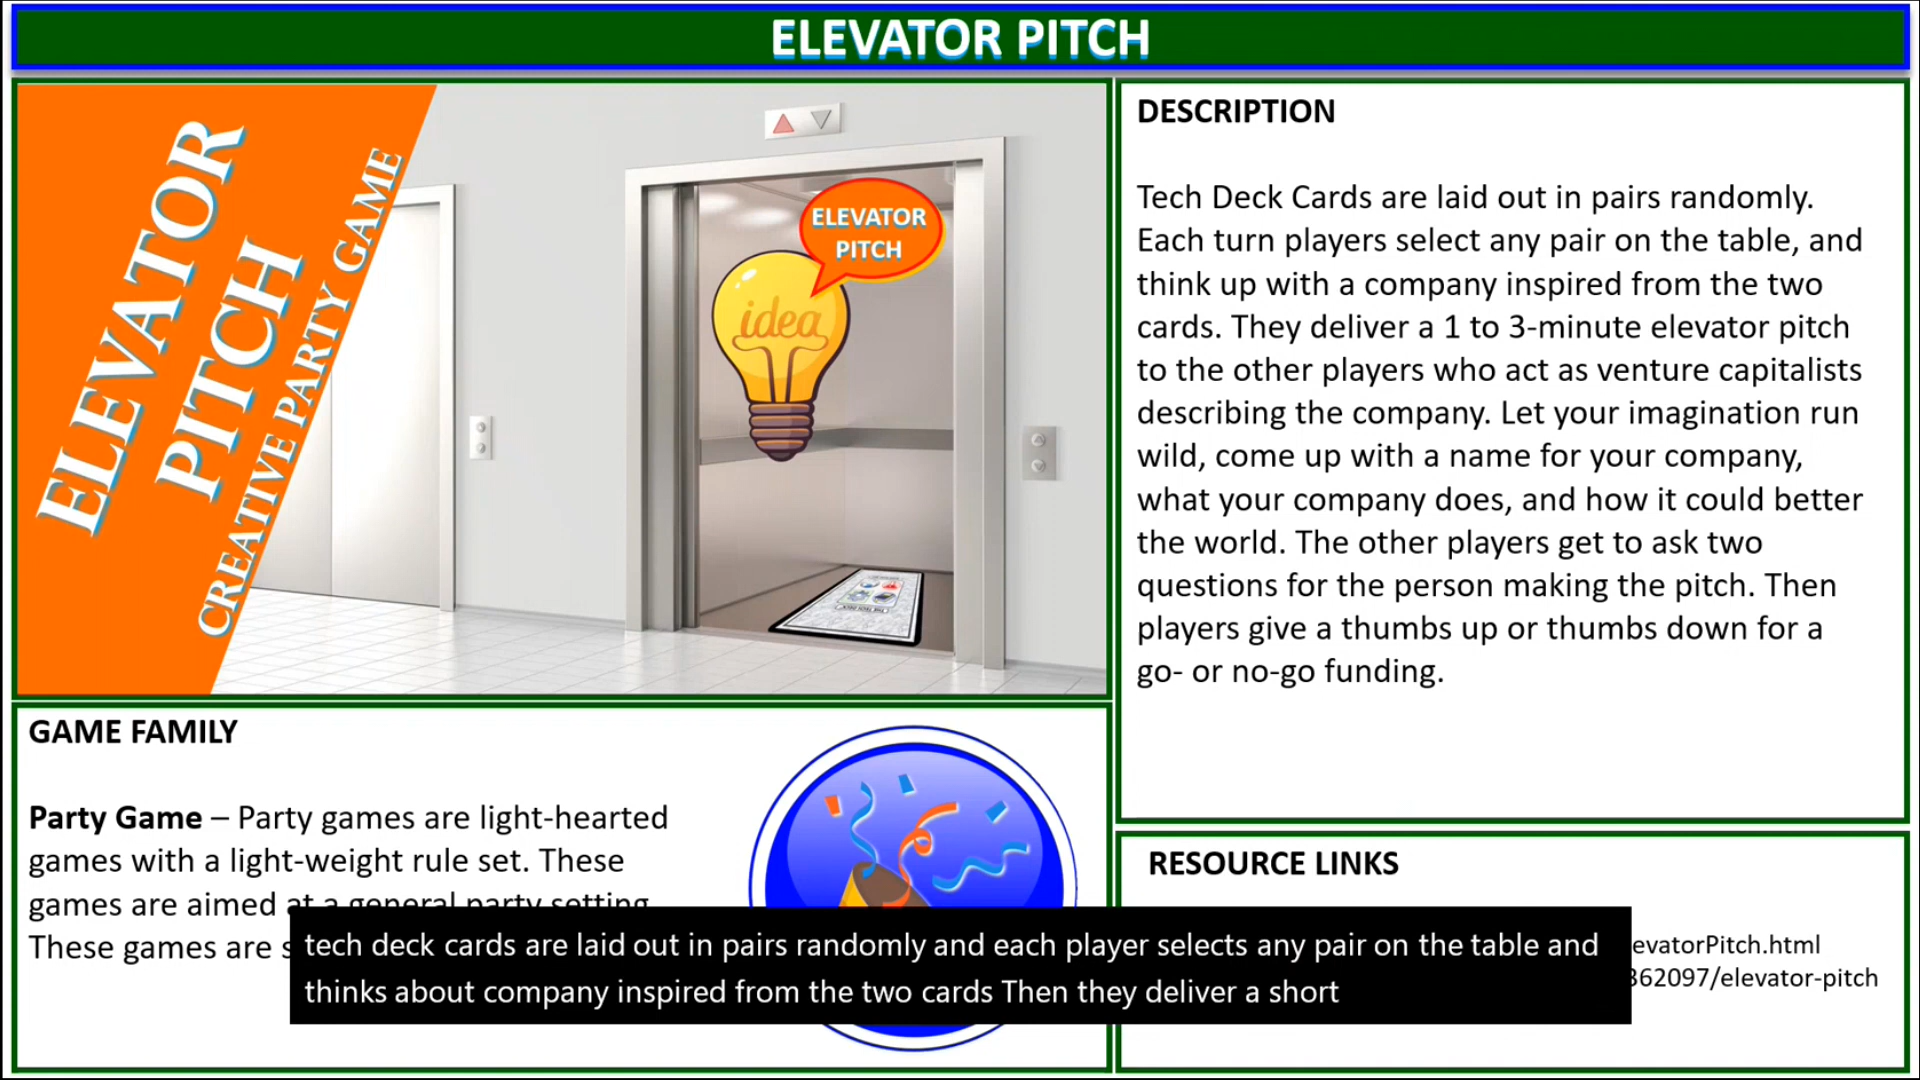 ELEVATOR PITCH
ELEVATOR
PITCH
CREATIVE PARTY GAME
ELEVATOR
PITCH
idea
DESCRIPTION
Tech Deck Cards are laid out in pairs randomly.
Each turn players select any pair on the table, and
think up with a company inspired from the two
cards. They deliver a 1 to 3-minute elevator pitch
to the other players who act as venture capitalists
describing the company. Let your imagination run
wild, come up with a name for your company,
what your company does, and how it could better
the world. The other players get to ask two
questions for the person making the pitch. Then
players give a thumbs up or thumbs down for a
go- or no-go funding.
GAME FAMILY
Party Game – Party games are light-hearted
games with a light-weight rule set. These
games are aimed at a general party setting
These games are
RESOURCE LINKS
evatorPitch.html
362097/elevator-pitch
tech deck cards are laid out in pairs randomly and each player selects any pair on the table and
thinks about company inspired from the two cards Then they deliver a short